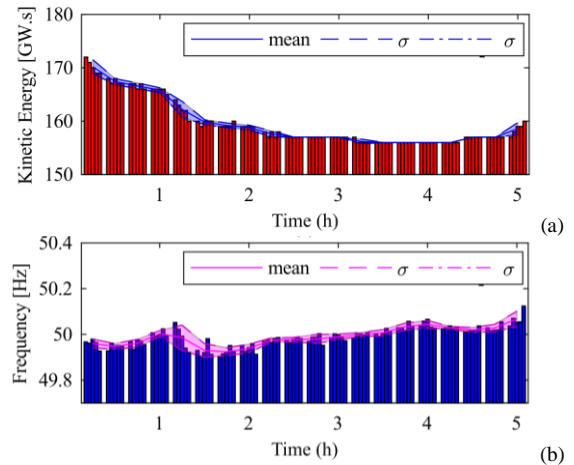 180
170
160
150
Kinetic Energy [GW.s]
mean σ σ
1 2 3 4 5
Time (h)
(a)
50.4
50.2
50
49.8
Frequency [Hz]
mean σ σ
1 2 3 4 5
Time (h)
(b)